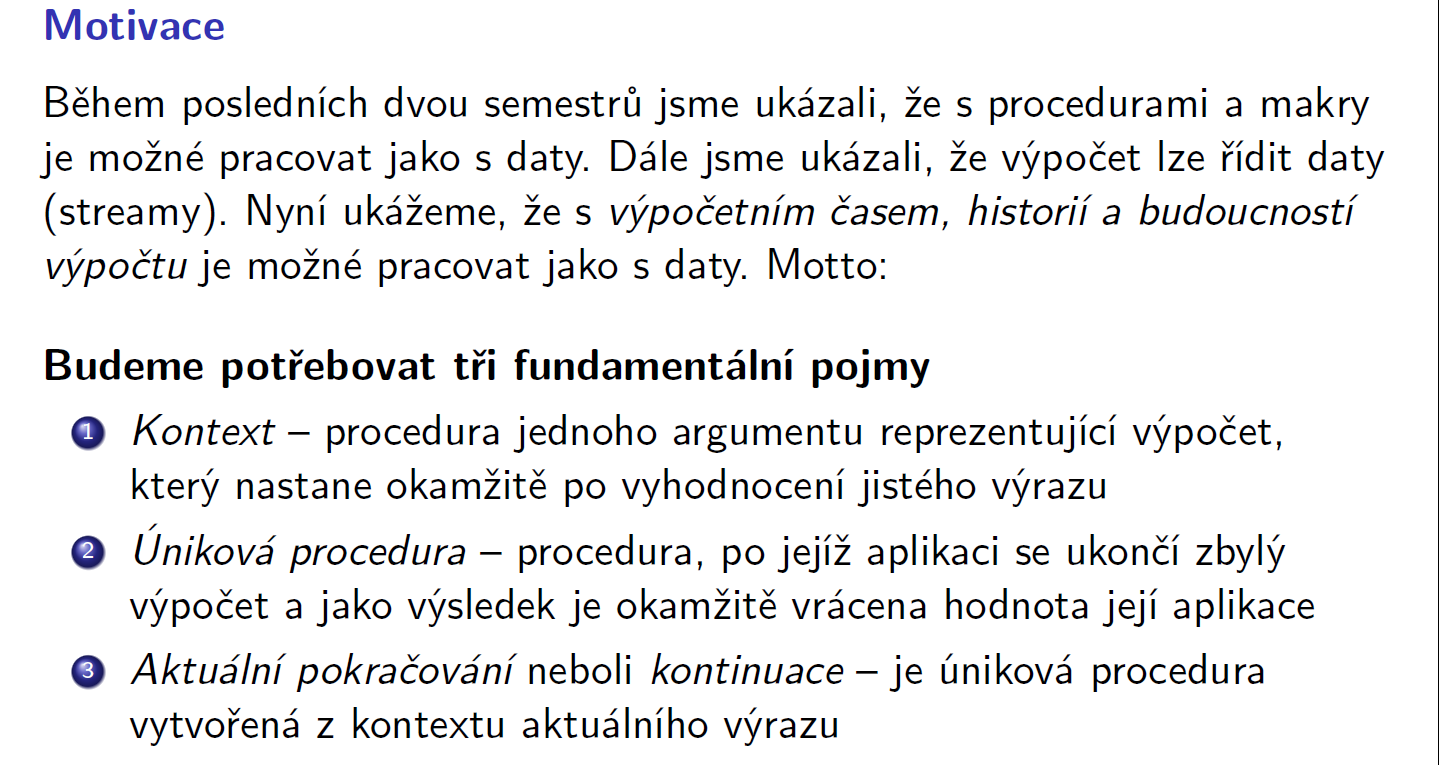 Motivace
Během posledních dvou semestrů jsme ukázali, že s procedurami a makry
je možné pracovat jako s daty. Dále jsme ukázali, že výpočet lze řídit daty
(streamy). Nyní ukážeme, že s výpočetním časem, historií a budoucností
výpočtu je možné pracovat jako s daty. Motto:
Budeme potřebovat tři fundamentální pojmy
1 Kontext – procedura jednoho argumentu reprezentující výpočet,
který nastane okamžitě po vyhodnocení jistého výrazu
2 Úniková procedura – procedura, po jejíž aplikaci se ukončí zbylý
výpočet a jako výsledek je okamžitě vrácena hodnota její aplikace
3 Aktuální pokračování neboli kontinuace – je úniková procedura
vytvořená z kontextu aktuálního výrazu